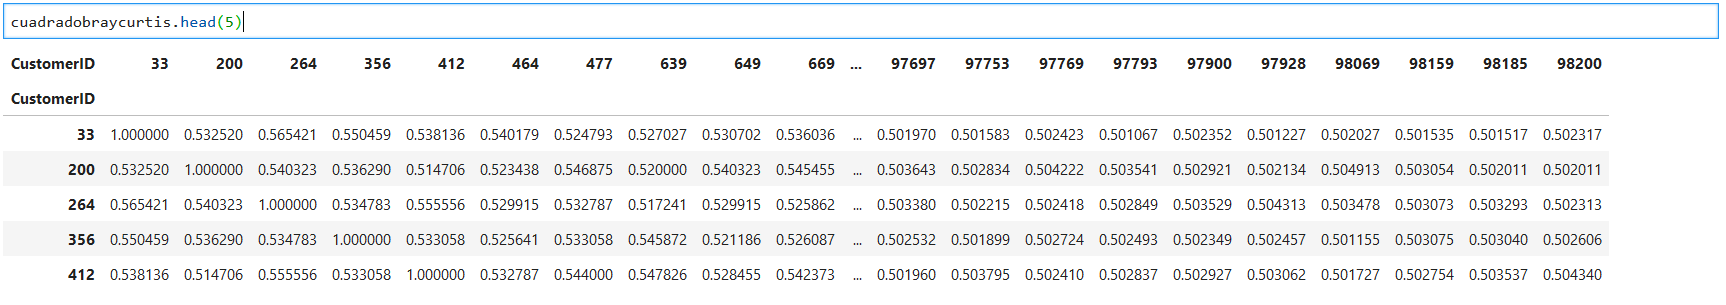 cuadradobraycurtis.head(5)
CustomerID 33 200 264 356 412 464 477 639 649 669 ... 97697 97753 97769 97793 97900 97928 98069 98159 98185 98200
CustomerID
33 1.000000 0.532520 0.565421 0.550459 0.538136 0.540179 0.524793 0.527027 0.530702 0.536036 ... 0.501970 0.501583 0.502423 0.501067 0.502352 0.501227 0.502027 0.501535 0.501517 0.502317
200 0.532520 1.000000 0.540323 0.536290 0.514706 0.523438 0.546875 0.520000 0.540323 0.545455 ... 0.503643 0.502834 0.504222 0.503541 0.502921 0.502134 0.504913 0.503054 0.502011 0.502011
264 0.565421 0.540323 1.000000 0.534783 0.555556 0.529915 0.532787 0.517241 0.529915 0.525862 ... 0.503380 0.502215 0.502418 0.502849 0.503529 0.504313 0.503478 0.503073 0.503293 0.502313
356 0.550459 0.536290 0.534783 1.000000 0.533058 0.525641 0.533058 0.545872 0.521186 0.526087 ... 0.502532 0.501899 0.502724 0.502493 0.502349 0.502457 0.501155 0.503075 0.503040 0.502606
412 0.538136 0.514706 0.555556 0.533058 1.000000 0.532787 0.544000 0.547826 0.528455 0.542373 ... 0.501960 0.503795 0.502410 0.502837 0.502927 0.503062 0.501727 0.502754 0.503537 0.504340